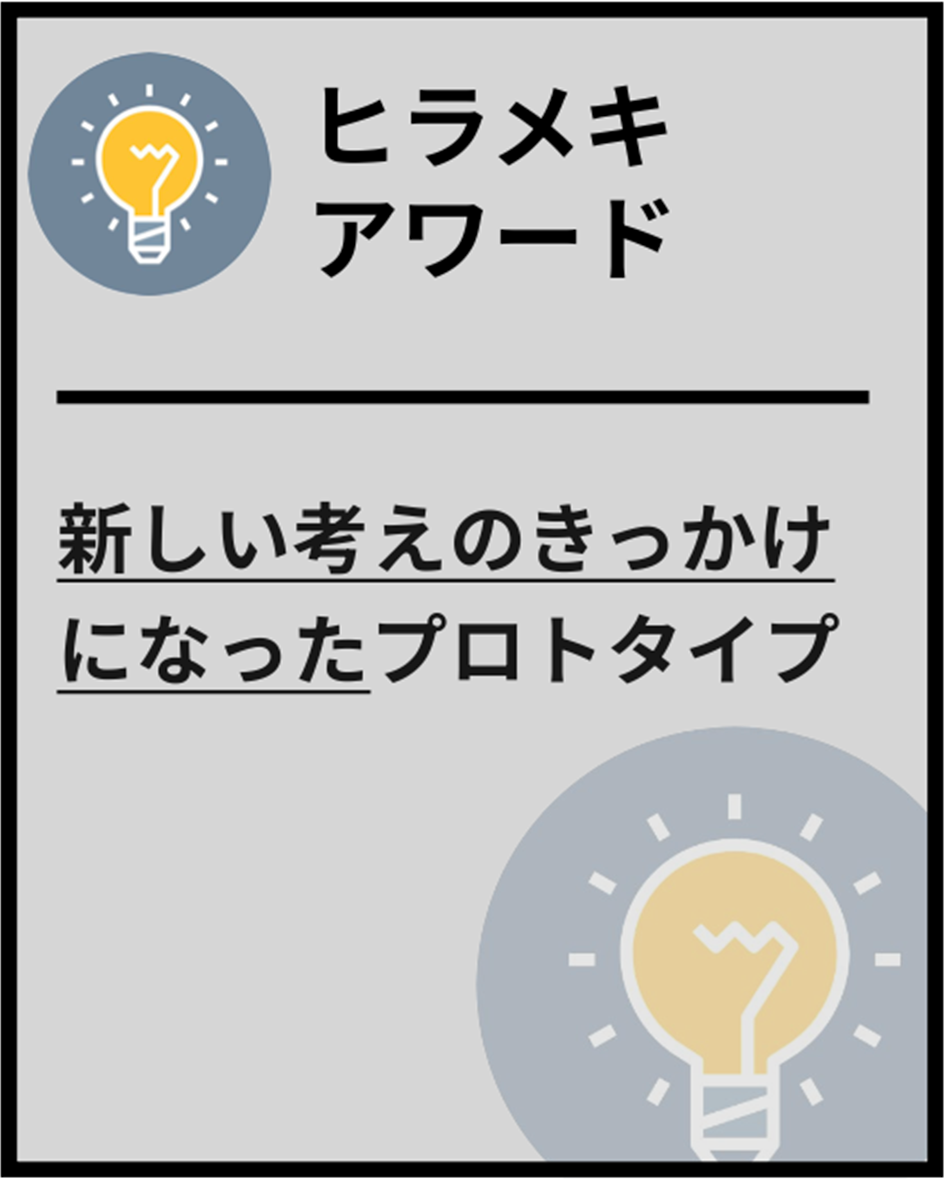 ヒラメキ
アワード
新しい考えのきっかけ
になったプロトタイプ